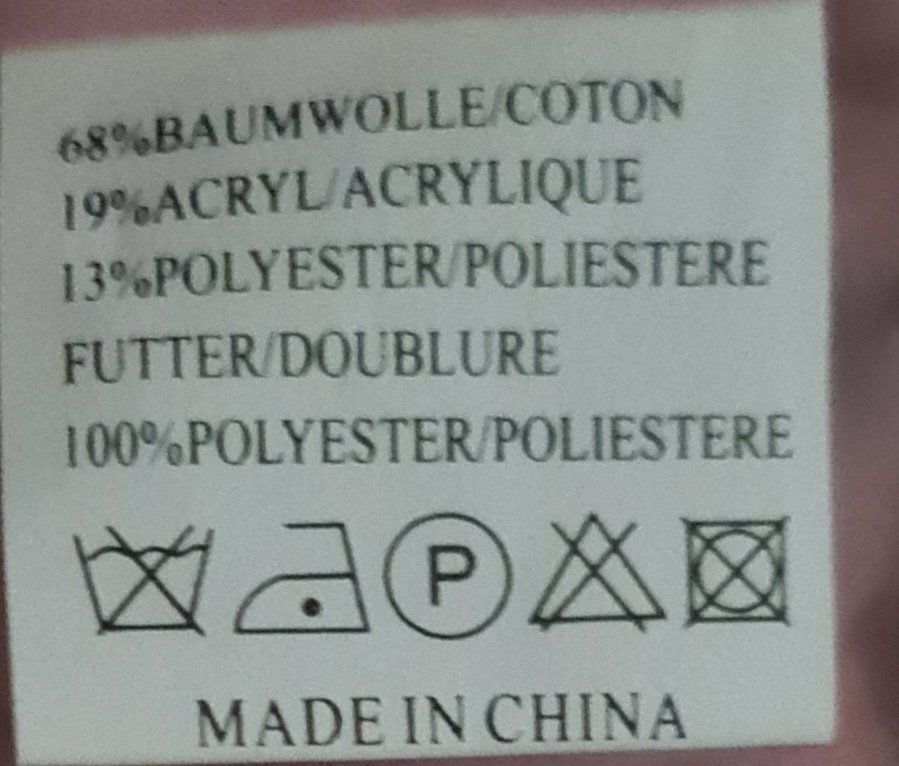 68%BAUMWOLLE/COTON
19%ACRYL/ACRYLIQUE
13%POLYESTER/POLIESTERE
FUTTER/DOUBLURE
100%POLYESTER/POLIESTERE
P
MADE IN CHINA